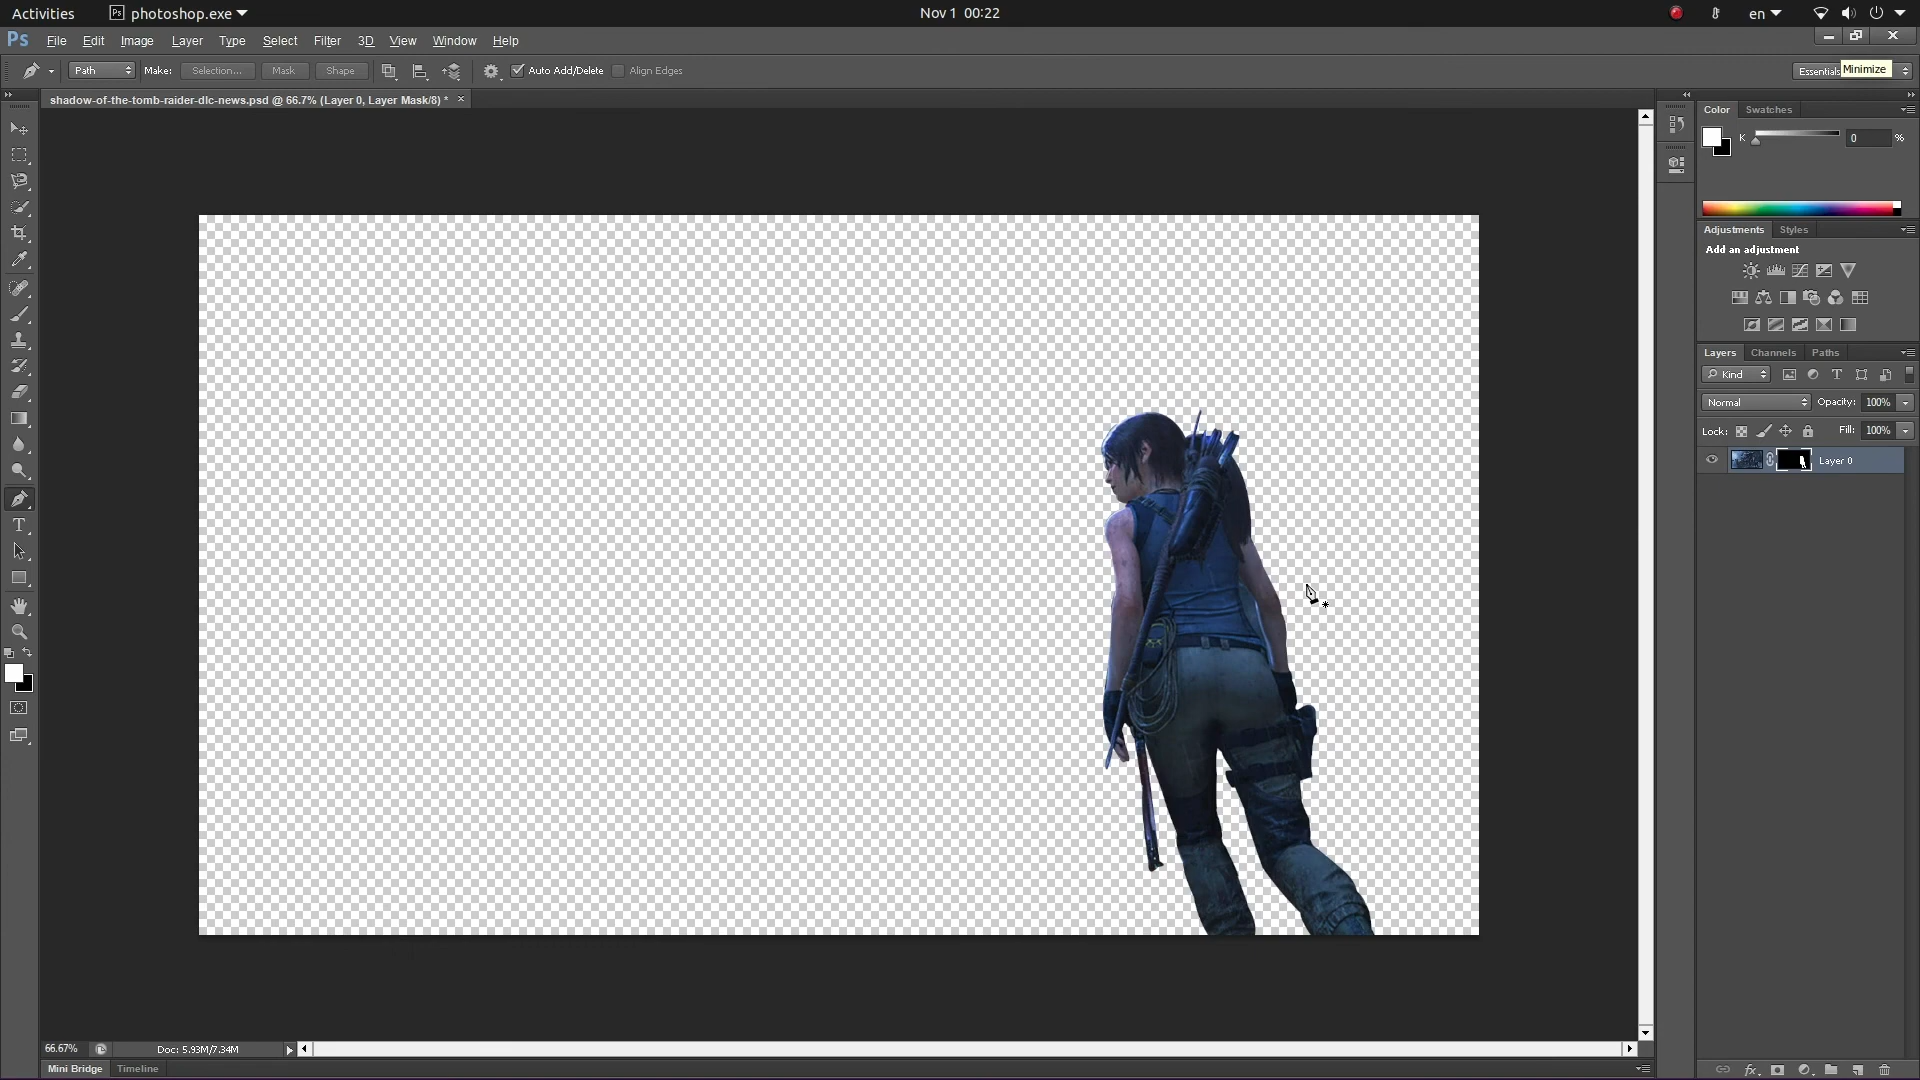 Activities photoshop.exe Nov 1 00:22 en
Ps File Edit Image Layer Type Select Filter 3D View Window Help
Path Make: Selection... Mask Shape Auto Add/Delete Align Edges Essentials Minimize
shadow-of-the-tomb-raider-dlc-news.psd @ 66.7% (Layer 0, Layer Mask/8) *
Color Swatches
K 0 %
Adjustments Styles
Add an adjustment
Layers Channels Paths
Kind
Normal Opacity: 100%
Lock: Fill: 100%
Layer 0
66.67% Doc: 5.93M/7.34M
Mini Bridge Timeline